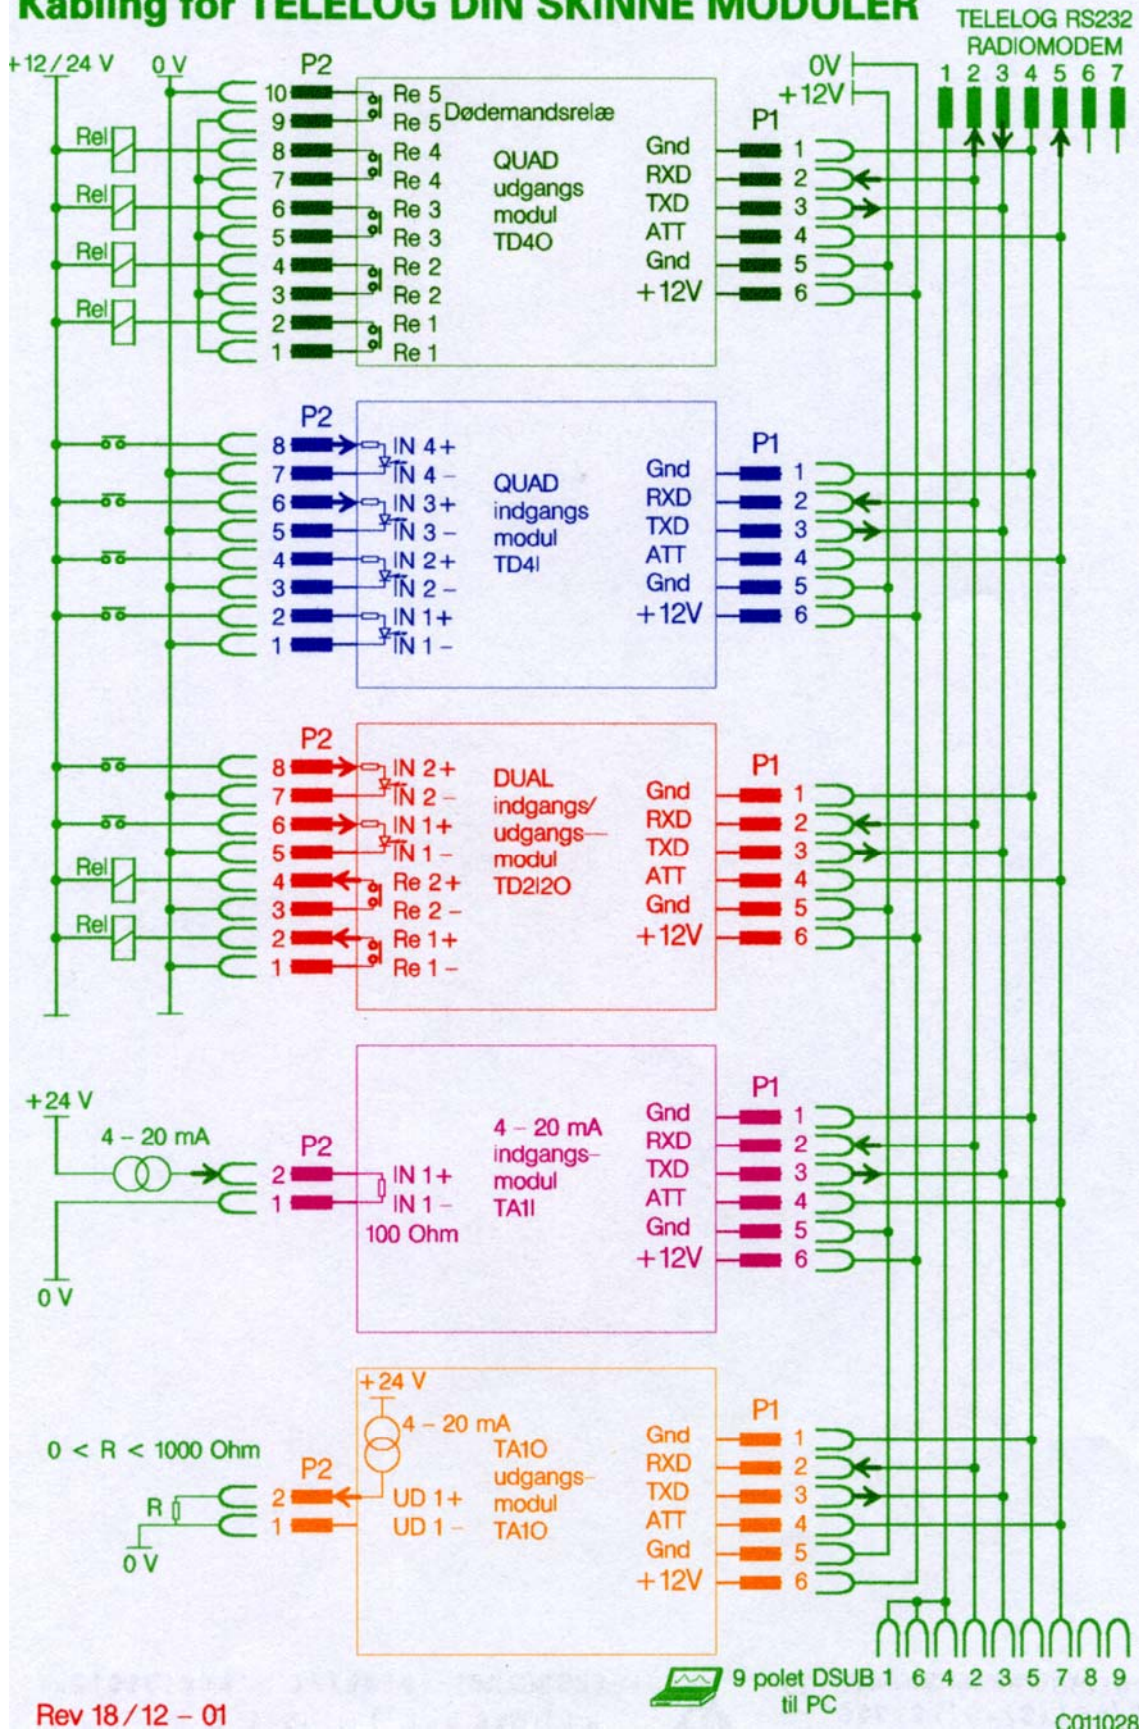 Kabling for TELELOG DIN SKINNE MODULER
TELELOG RS232
RADIOMODEM
1 2 3 4 5 6 7
+12/24 V 0 V P2
0V
+12V
10 Re 5
9 Re 5
Dødemandsrelæ
Rel 8 Re 4
7 Re 4
Rel 6 Re 3
5 Re 3
Rel 4 Re 2
3 Re 2
Rel 2 Re 1
1 Re 1
QUAD
udgangs
modul
TD4O
P1
Gnd 1
RXD 2
TXD 3
ATT 4
Gnd 5
+12V 6
P2
8 IN 4+
7 IN 4-
6 IN 3+
5 IN 3-
4 IN 2+
3 IN 2-
2 IN 1+
1 IN 1-
QUAD
indgangs
modul
TD4I
P1
Gnd 1
RXD 2
TXD 3
ATT 4
Gnd 5
+12V 6
P2
8 IN 2+
7 IN 2-
6 IN 1+
5 IN 1-
Rel 4 Re 2+
3 Re 2-
Rel 2 Re 1+
1 Re 1-
DUAL
indgangs/
udgangs-
modul
TD2I2O
P1
Gnd 1
RXD 2
TXD 3
ATT 4
Gnd 5
+12V 6
+24 V
4 - 20 mA
0 V
P2
2 IN 1+
1 IN 1-
100 Ohm
4 - 20 mA
indgangs-
modul
TA1I
P1
Gnd 1
RXD 2
TXD 3
ATT 4
Gnd 5
+12V 6
0 < R < 1000 Ohm
R
0 V
+24 V
4 - 20 mA
P2
2 UD 1+
1 UD 1-
TA1O
udgangs-
modul
TA1O
P1
Gnd 1
RXD 2
TXD 3
ATT 4
Gnd 5
+12V 6
9 polet DSUB 1 6 4 2 3 5 7 8 9
til PC
Rev 18/12 - 01
C011028